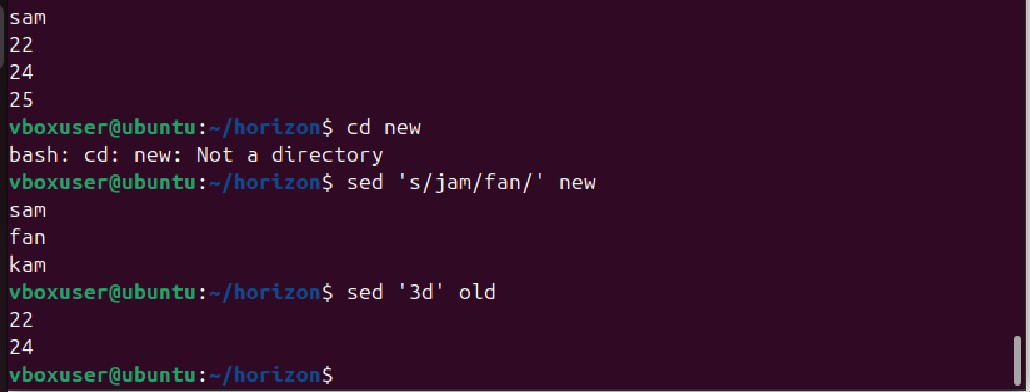 sam
22
24
25
vboxuser@ubuntu:~/horizon$ cd new
bash: cd: new: Not a directory
vboxuser@ubuntu:~/horizon$ sed 's/jam/fan/' new
sam
fan
kam
vboxuser@ubuntu:~/horizon$ sed '3d' old
22
24
vboxuser@ubuntu:~/horizon$